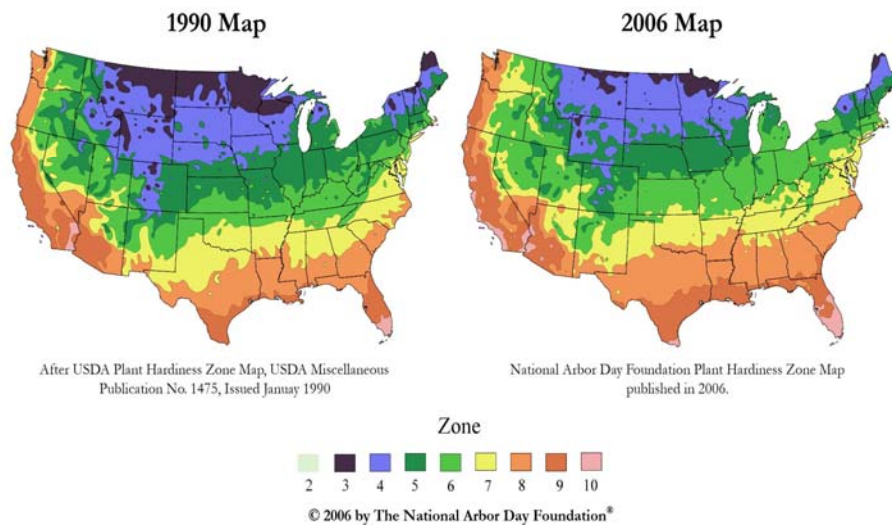 1990 Map
2006 Map
After USDA Plant Hardiness Zone Map, USDA Miscellaneous
Publication No. 1475, Issued Januay 1990
National Arbor Day Foundation Plant Hardiness Zone Map
published in 2006.
Zone
2 3 4 5 6 7 8 9 10
© 2006 by The National Arbor Day Foundation®